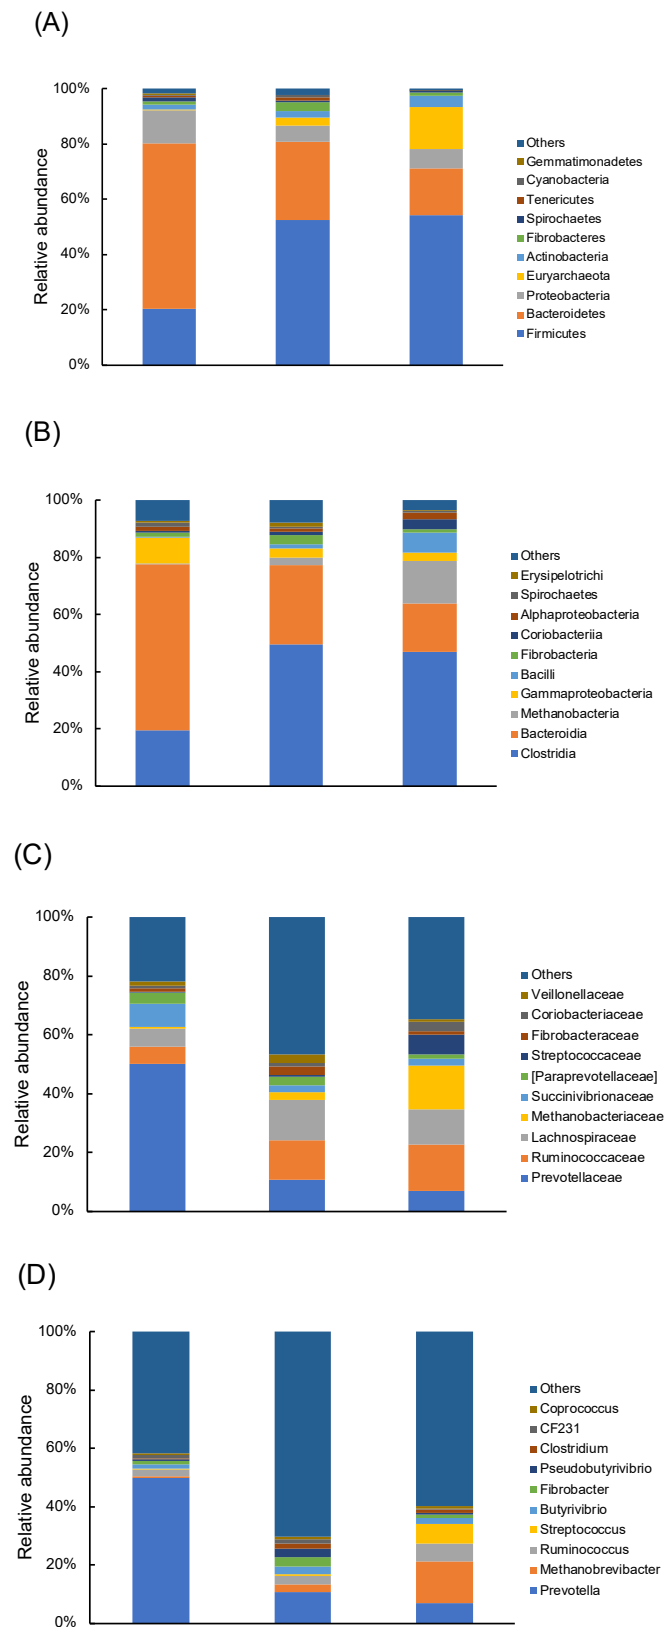 (A)
Relative abundance
100%
80%
60%
40%
20%
0%
Others
Gemmatimonadetes
Cyanobacteria
Tenericutes
Spirochaetes
Fibrobacteres
Actinobacteria
Euryarchaeota
Proteobacteria
Bacteroidetes
Firmicutes
(B)
Relative abundance
100%
80%
60%
40%
20%
0%
Others
Erysipelotrichi
Spirochaetes
Alphaproteobacteria
Coriobacteriia
Fibrobacteria
Bacilli
Gammaproteobacteria
Methanobacteria
Bacteroidia
Clostridia
(C)
Relative abundance
100%
80%
60%
40%
20%
0%
Others
Veillonellaceae
Coriobacteriaceae
Fibrobacteraceae
Streptococcaceae
[Paraprevotellaceae]
Succinivibrionaceae
Methanobacteriaceae
Lachnospiraceae
Ruminococcaceae
Prevotellaceae
(D)
Relative abundance
100%
80%
60%
40%
20%
0%
Others
Coprococcus
CF231
Clostridium
Pseudobutyrivibrio
Fibrobacter
Butyrivibrio
Streptococcus
Ruminococcus
Methanobrevibacter
Prevotella